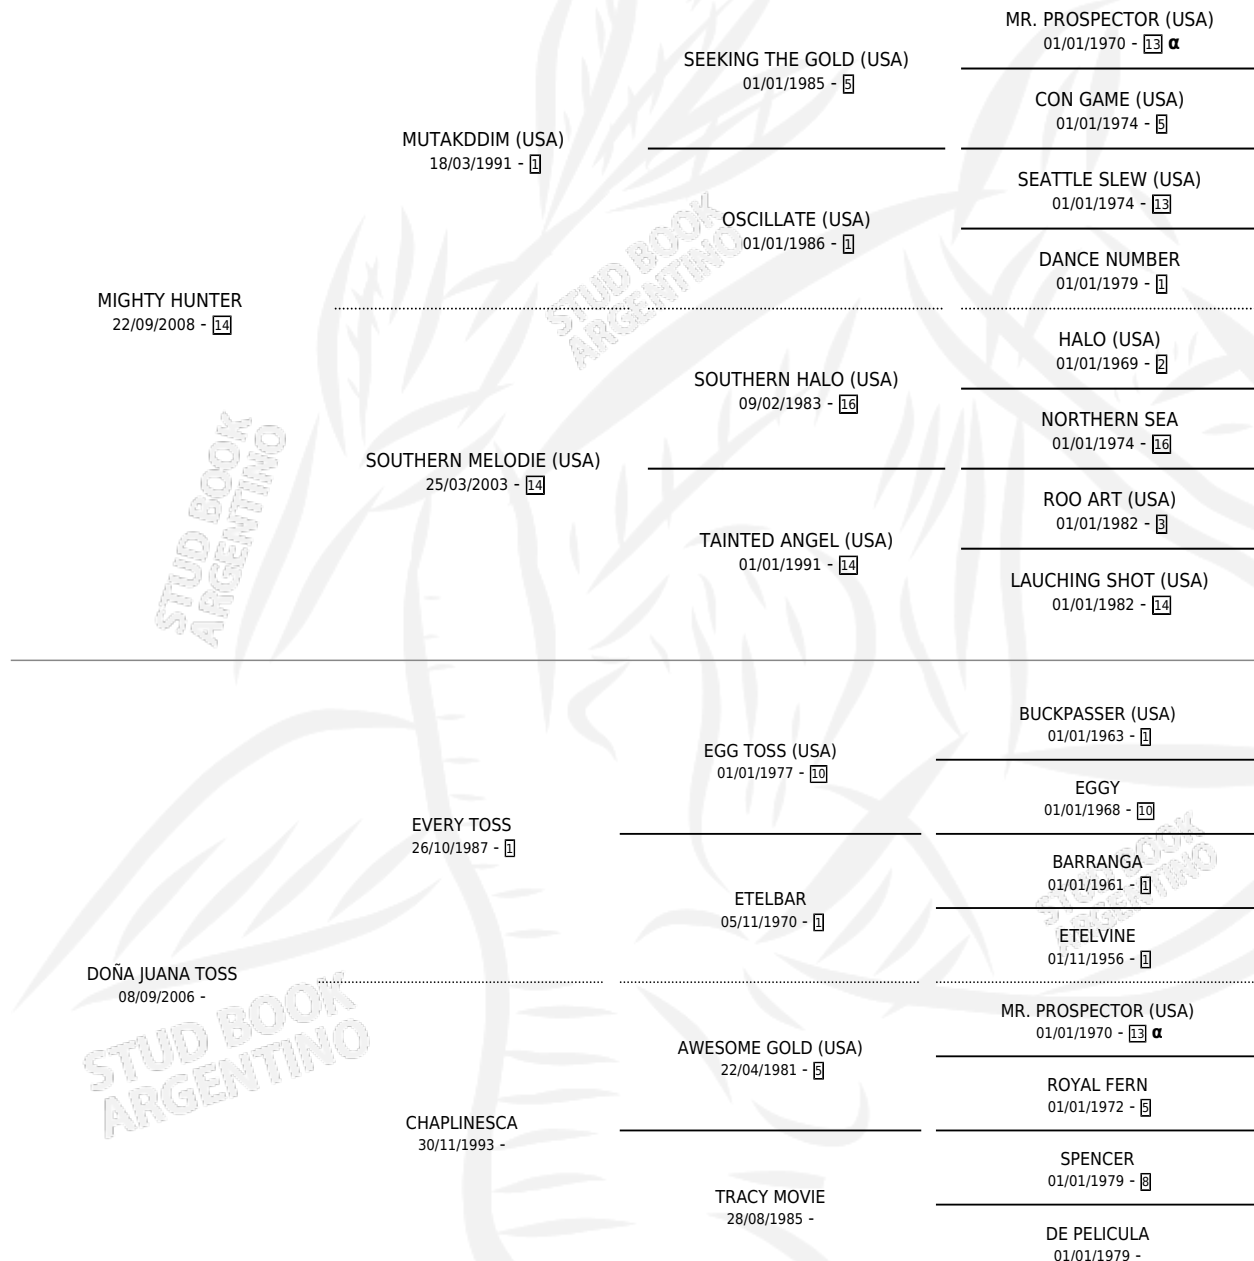 MR. PROSPECTOR (USA)
01/01/1970 - 13 α
SEEKING THE GOLD (USA)
01/01/1985 - 5
CON GAME (USA)
01/01/1974 - 5
MUTAKDDIM (USA)
18/03/1991 - 1
SEATTLE SLEW (USA)
01/01/1974 - 13
OSCILLATE (USA)
01/01/1986 - 1
DANCE NUMBER
01/01/1979 - 1
MIGHTY HUNTER
22/09/2008 - 14
HALO (USA)
01/01/1969 - 2
SOUTHERN HALO (USA)
09/02/1983 - 16
NORTHERN SEA
01/01/1974 - 16
SOUTHERN MELODIE (USA)
25/03/2003 - 14
ROO ART (USA)
01/01/1982 - 3
TAINTED ANGEL (USA)
01/01/1991 - 14
LAUCHING SHOT (USA)
01/01/1982 - 14
BUCKPASSER (USA)
01/01/1963 - 1
EGG TOSS (USA)
01/01/1977 - 10
EGGY
01/01/1968 - 10
EVERY TOSS
26/10/1987 - 1
BARRANGA
01/01/1961 - 1
ETELBAR
05/11/1970 - 1
ETELVINE
01/11/1956 - 1
DOÑA JUANA TOSS
08/09/2006 -
MR. PROSPECTOR (USA)
01/01/1970 - 13 α
AWESOME GOLD (USA)
22/04/1981 - 5
ROYAL FERN
01/01/1972 - 5
CHAPLINESCA
30/11/1993 -
SPENCER
01/01/1979 - 8
TRACY MOVIE
28/08/1985 -
DE PELICULA
01/01/1979 -
STUD BOOK
ARGENTINO
STUD BOOK
ARGENTINO
STUD BOOK
ARGENTINO
STUD BOOK
ARGENTINO